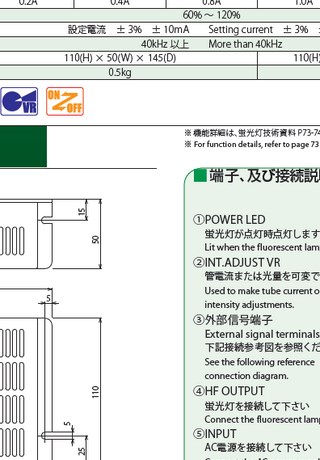 0.2A 0.4A 0.8A 1.0A
60% ～ 120%
設定電流 ± 3% ± 10mA Setting current ± 3% ±
40kHz 以上 More than 40kHz
110(H) × 50(W) × 145(D) 110(H)
0.5kg
VR ON OFF
※ 機能詳細は、蛍光灯技術資料 P73-74
※ For function details, refer to page 73
端子、及び接続説
15
50
①POWER LED
蛍光灯が点灯時点灯します
Lit when the fluorescent lamp
②INT.ADJUST VR
管電流または光量を可変で
Used to make tube current o
intensity adjustments.
5
③外部信号端子
External signal terminals
下記接続参考図を参照くだ
See the following reference
connection diagram.
110
④HF OUTPUT
蛍光灯を接続して下さい
Connect the fluorescent lamp
5
25
⑤INPUT
AC電源を接続して下さい